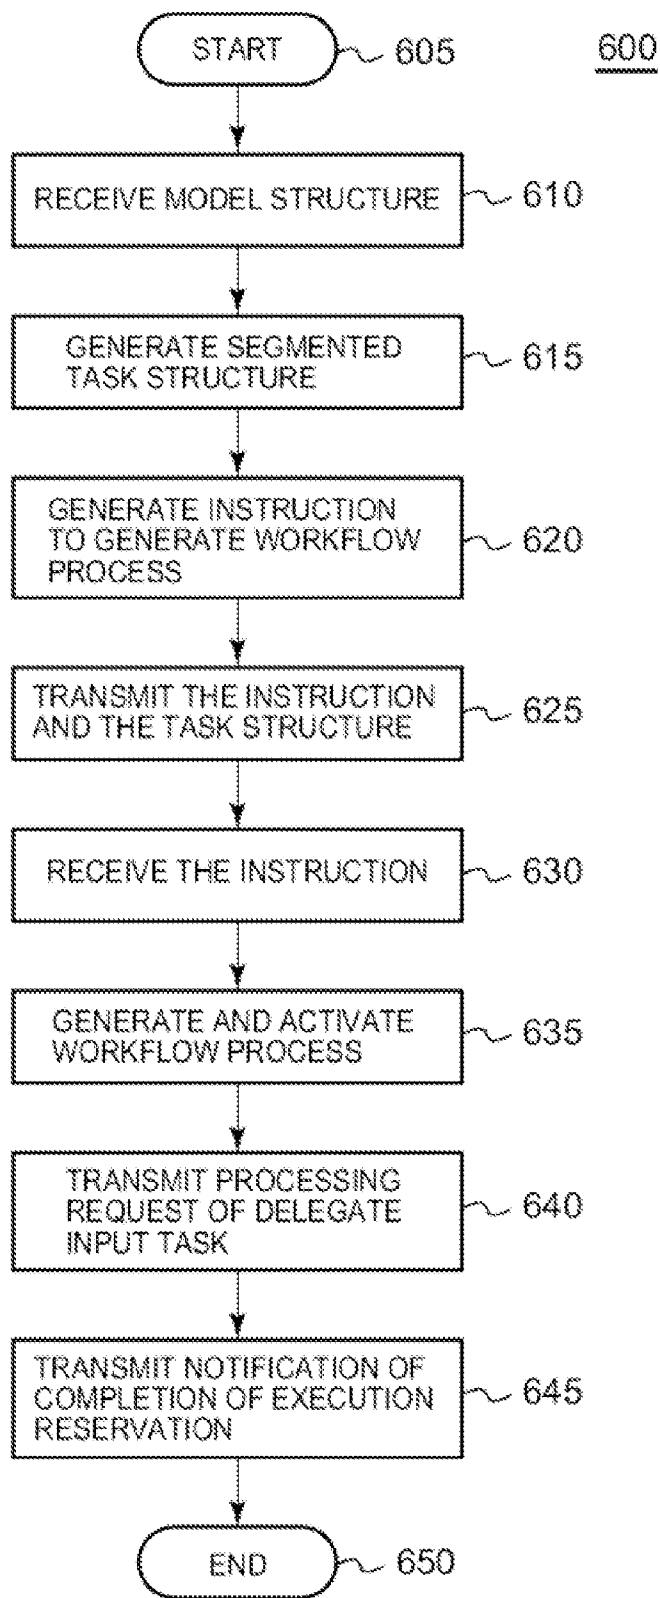 START
605
600
RECEIVE MODEL STRUCTURE
610
GENERATE SEGMENTED
TASK STRUCTURE
615
GENERATE INSTRUCTION
TO GENERATE WORKFLOW
PROCESS
620
TRANSMIT THE INSTRUCTION
AND THE TASK STRUCTURE
625
RECEIVE THE INSTRUCTION
630
GENERATE AND ACTIVATE
WORKFLOW PROCESS
635
TRANSMIT PROCESSING
REQUEST OF DELEGATE
INPUT TASK
640
TRANSMIT NOTIFICATION OF
COMPLETION OF EXECUTION
RESERVATION
645
END
650